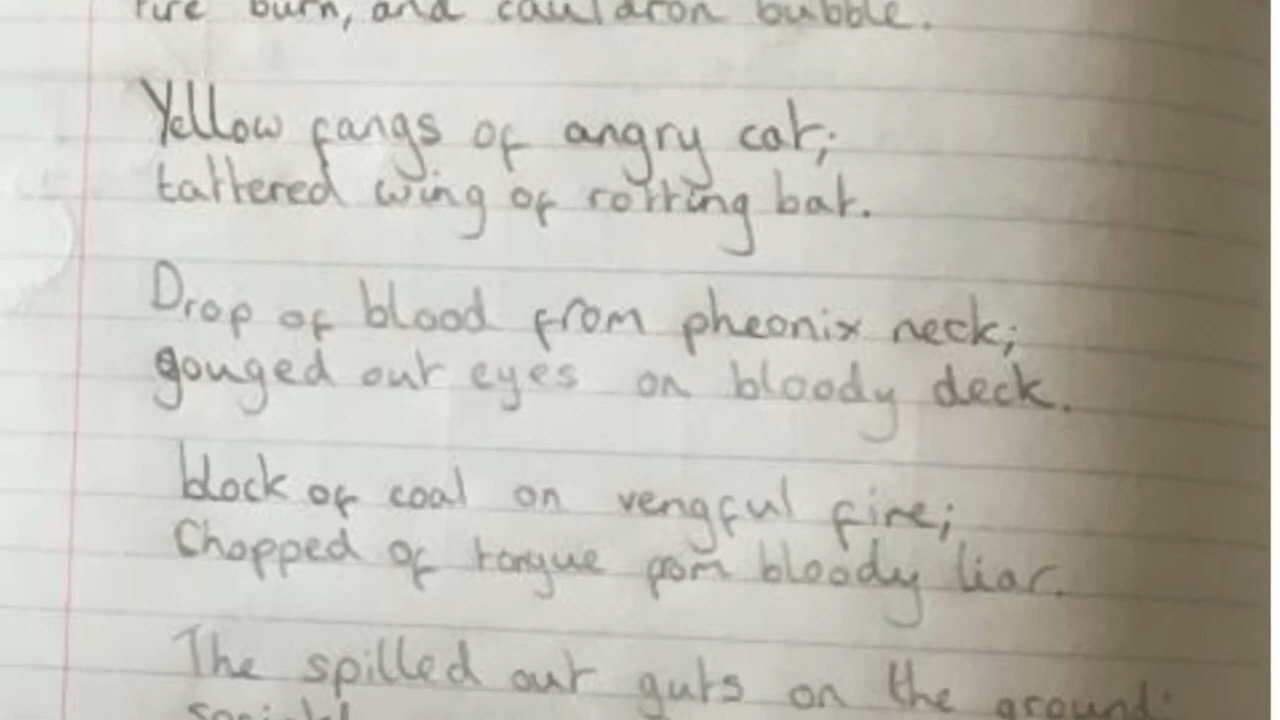 fire burn, and cauldron bubble.
Yellow fangs of angry cat;
tattered wing of rotting bat.
Drop of blood from pheonix neck;
gouged out eyes on bloody deck.
block of coal on vengful fire;
Chopped of tongue from bloody liar.
The spilled out guts on the ground;